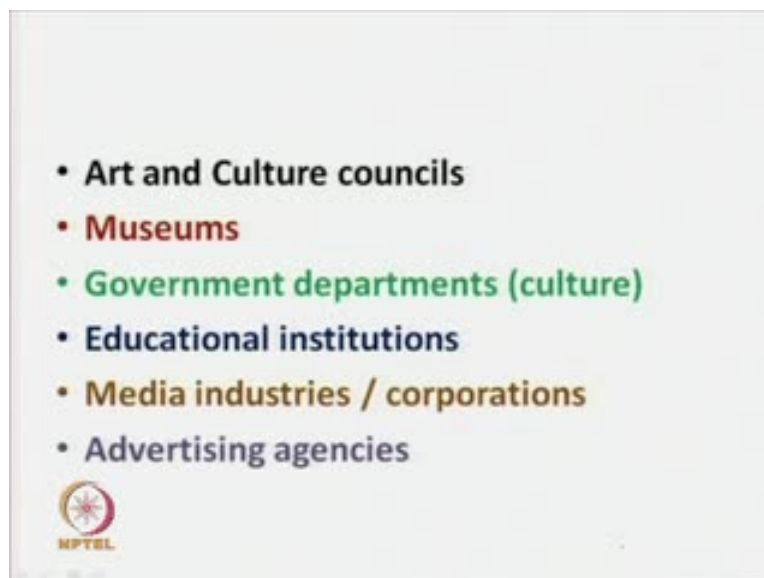 • Art and Culture councils
• Museums
• Government departments (culture)
• Educational institutions
• Media industries / corporations
• Advertising agencies
NPTEL